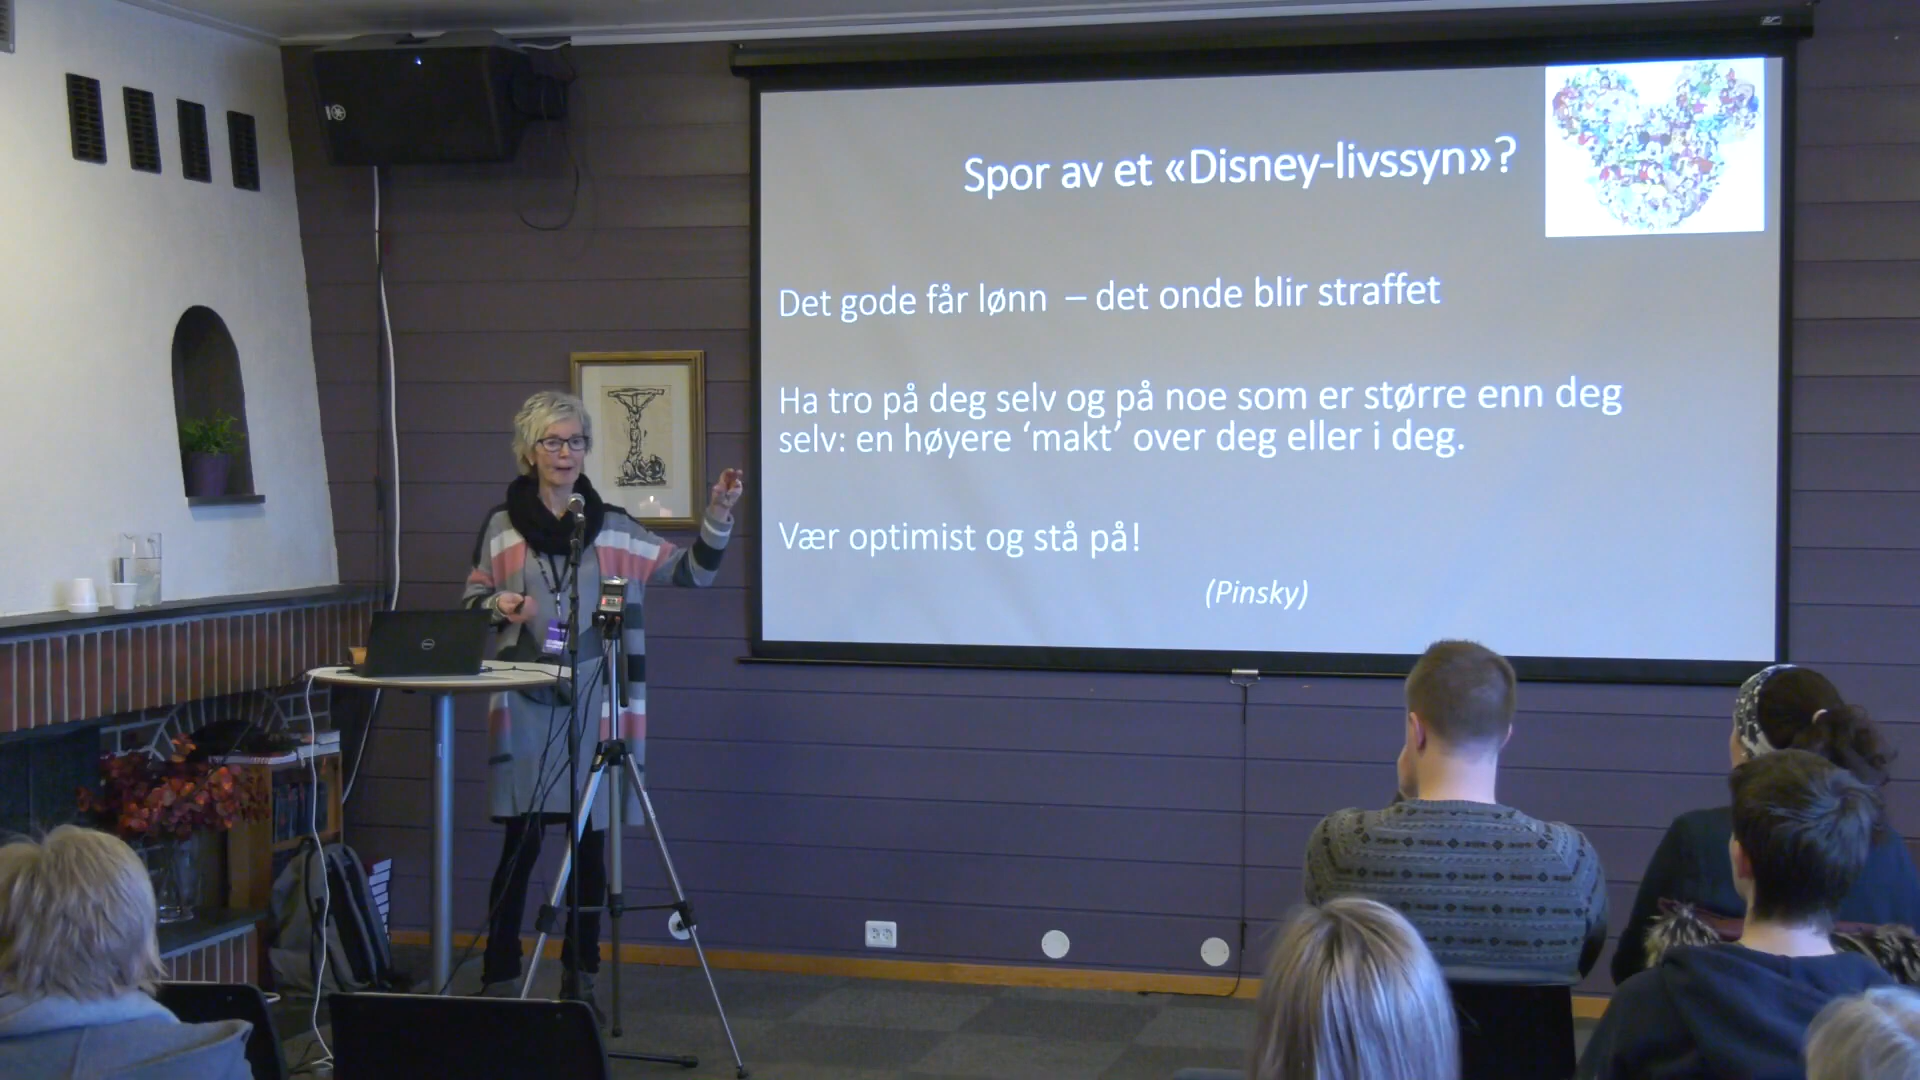 Spor av et «Disney-livssyn»?
Det gode får lønn – det onde blir straffet
Ha tro på deg selv og på noe som er større enn deg
selv: en høyere ‘makt’ over deg eller i deg.
Vær optimist og stå på!
(Pinsky)
DELL